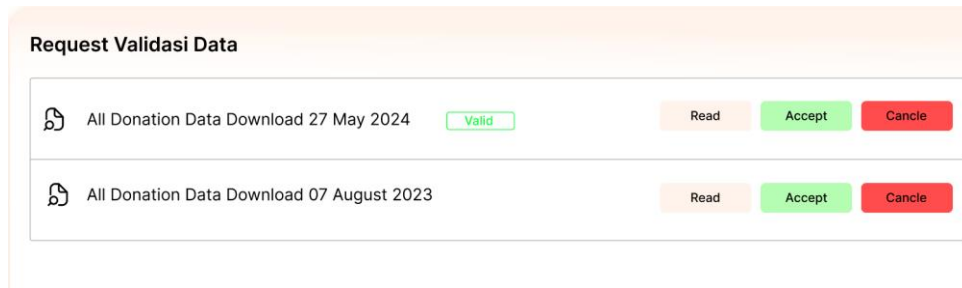 Request Validasi Data
All Donation Data Download 27 May 2024 Valid Read Accept Cancle
All Donation Data Download 07 August 2023 Read Accept Cancle